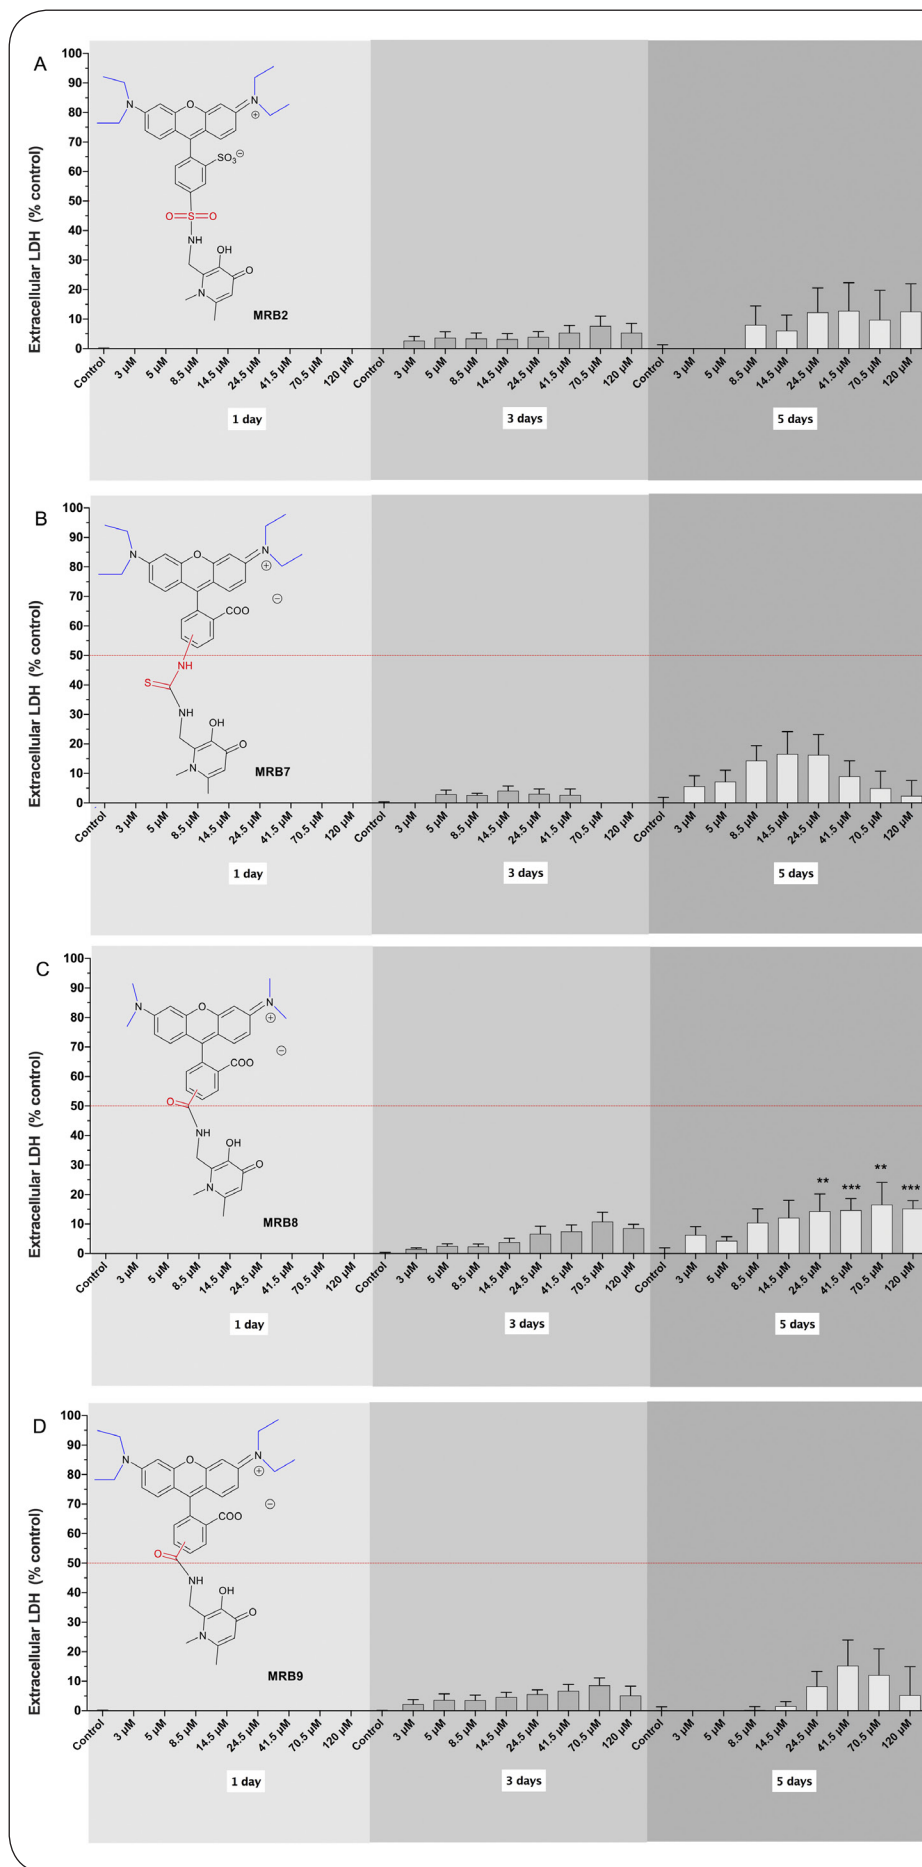 A
Extracellular LDH (% control)
100
90
80
70
60
50
40
30
20
10
0
N O N ⊕
SO₃ ⊖
O=S=O
NH
OH
N O
MRB2
Control 3 µM 5 µM 8.5 µM 14.5 µM 24.5 µM 41.5 µM 70.5 µM 120 µM Control 3 µM 5 µM 8.5 µM 14.5 µM 24.5 µM 41.5 µM 70.5 µM 120 µM Control 3 µM 5 µM 8.5 µM 14.5 µM 24.5 µM 41.5 µM 70.5 µM 120 µM
1 day 3 days 5 days
B
Extracellular LDH (% control)
100
90
80
70
60
50
40
30
20
10
0
N O N ⊕
COO ⊖
NH
S
NH
OH
N O
MRB7
Control 3 µM 5 µM 8.5 µM 14.5 µM 24.5 µM 41.5 µM 70.5 µM 120 µM Control 3 µM 5 µM 8.5 µM 14.5 µM 24.5 µM 41.5 µM 70.5 µM 120 µM Control 3 µM 5 µM 8.5 µM 14.5 µM 24.5 µM 41.5 µM 70.5 µM 120 µM
1 day 3 days 5 days
C
Extracellular LDH (% control)
100
90
80
70
60
50
40
30
20
10
0
N O N ⊕
COO ⊖
O
NH
OH
N O
MRB8
** *** ** ***
Control 3 µM 5 µM 8.5 µM 14.5 µM 24.5 µM 41.5 µM 70.5 µM 120 µM Control 3 µM 5 µM 8.5 µM 14.5 µM 24.5 µM 41.5 µM 70.5 µM 120 µM Control 3 µM 5 µM 8.5 µM 14.5 µM 24.5 µM 41.5 µM 70.5 µM 120 µM
1 day 3 days 5 days
D
Extracellular LDH (% control)
100
90
80
70
60
50
40
30
20
10
0
N O N ⊕
COO ⊖
O
NH
OH
N O
MRB9
Control 3 µM 5 µM 8.5 µM 14.5 µM 24.5 µM 41.5 µM 70.5 µM 120 µM Control 3 µM 5 µM 8.5 µM 14.5 µM 24.5 µM 41.5 µM 70.5 µM 120 µM Control 3 µM 5 µM 8.5 µM 14.5 µM 24.5 µM 41.5 µM 70.5 µM 120 µM
1 day 3 days 5 days